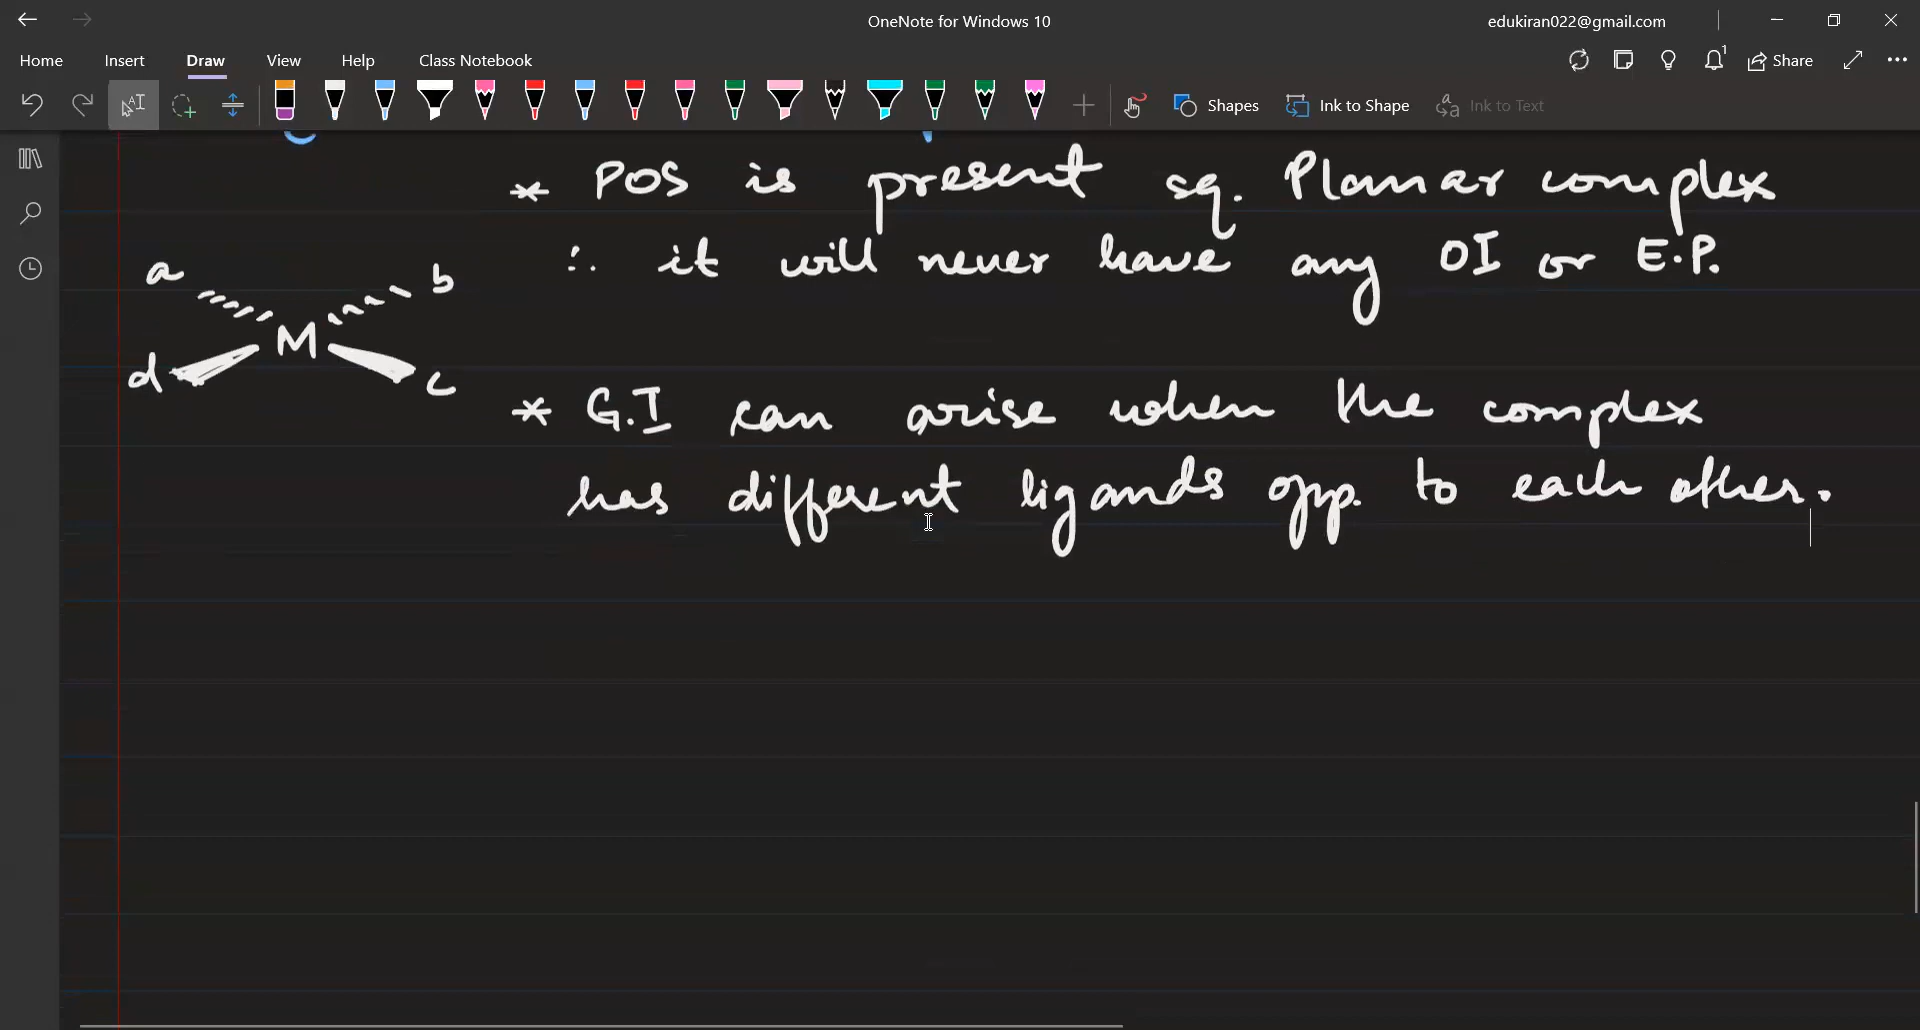 OneNote for Windows 10
edukiran022@gmail.com
Home Insert Draw View Help Class Notebook
1
Share
Shapes Ink to Shape Ink to Text
* POS is present sq. Planar complex
∴ it will never have any OI or E.P.
a b
M
d c
* G.I can arise when the complex
has different ligands opp. to each other.